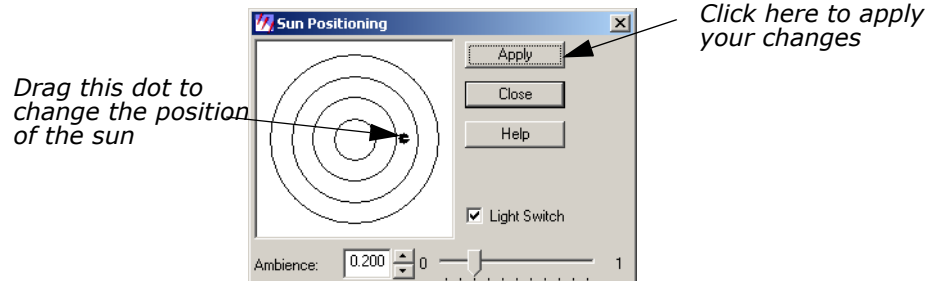 Sun Positioning
Click here to apply
your changes
Apply
Drag this dot to
change the position
of the sun
Close
Help
Light Switch
Ambience: 0.200 0 1